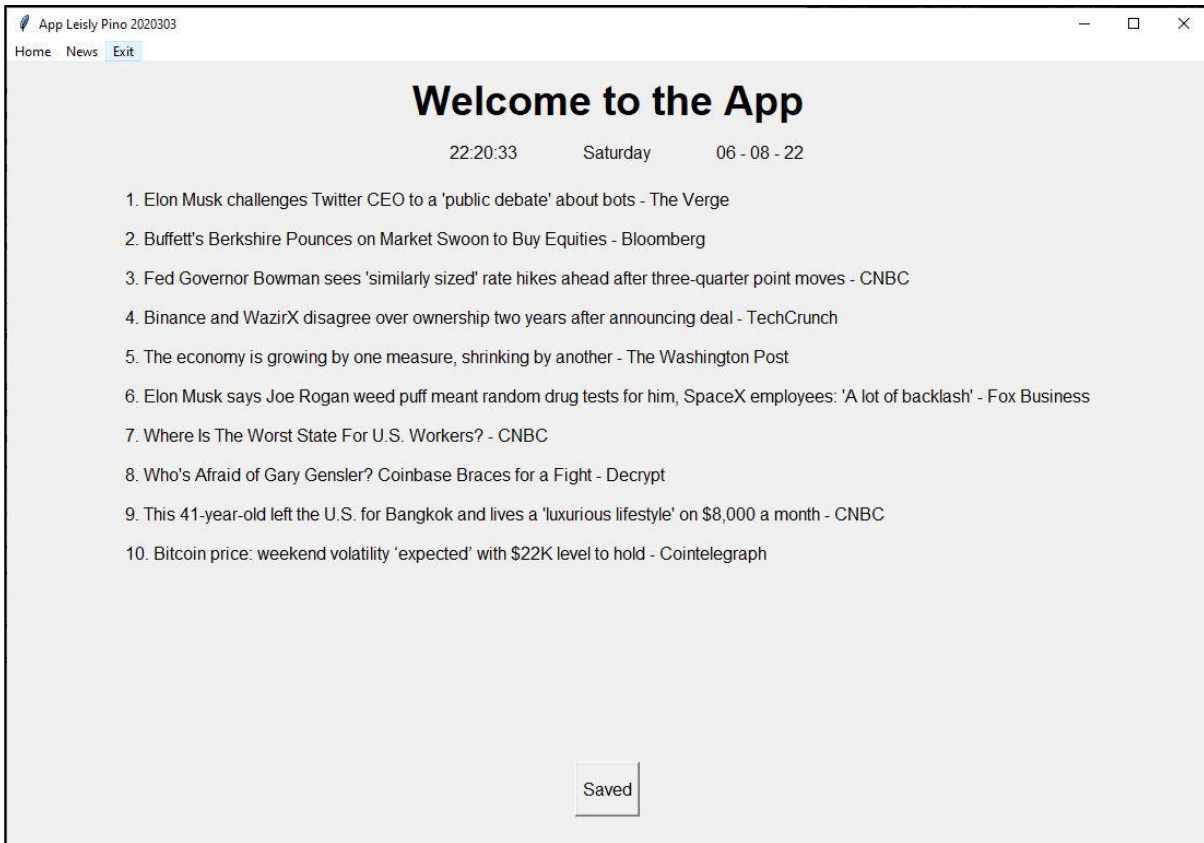 App Leisly Pino 2020303
Home News Exit
Welcome to the App
22:20:33 Saturday 06 - 08 - 22
1. Elon Musk challenges Twitter CEO to a 'public debate' about bots - The Verge
2. Buffett's Berkshire Pounces on Market Swoon to Buy Equities - Bloomberg
3. Fed Governor Bowman sees 'similarly sized' rate hikes ahead after three-quarter point moves - CNBC
4. Binance and WazirX disagree over ownership two years after announcing deal - TechCrunch
5. The economy is growing by one measure, shrinking by another - The Washington Post
6. Elon Musk says Joe Rogan weed puff meant random drug tests for him, SpaceX employees: 'A lot of backlash' - Fox Business
7. Where Is The Worst State For U.S. Workers? - CNBC
8. Who's Afraid of Gary Gensler? Coinbase Braces for a Fight - Decrypt
9. This 41-year-old left the U.S. for Bangkok and lives a 'luxurious lifestyle' on $8,000 a month - CNBC
10. Bitcoin price: weekend volatility ‘expected’ with $22K level to hold - Cointelegraph
Saved